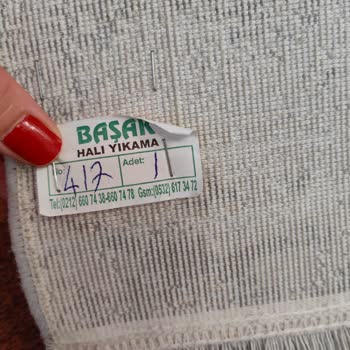 BAŞAK
HALI YIKAMA
No: 412 Adet: 1
Tel:(0212) 660 74 38-660 74 78 Gsm:(0532) 617 34 72